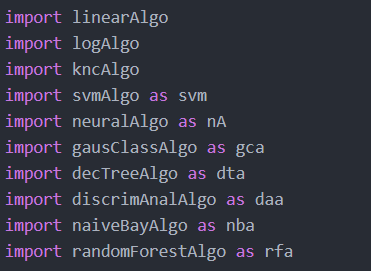 import linearAlgo
import logAlgo
import kncAlgo
import svmAlgo as svm
import neuralAlgo as nA
import gausClassAlgo as gca
import decTreeAlgo as dta
import discrimAnalAlgo as daa
import naiveBayAlgo as nba
import randomForestAlgo as rfa